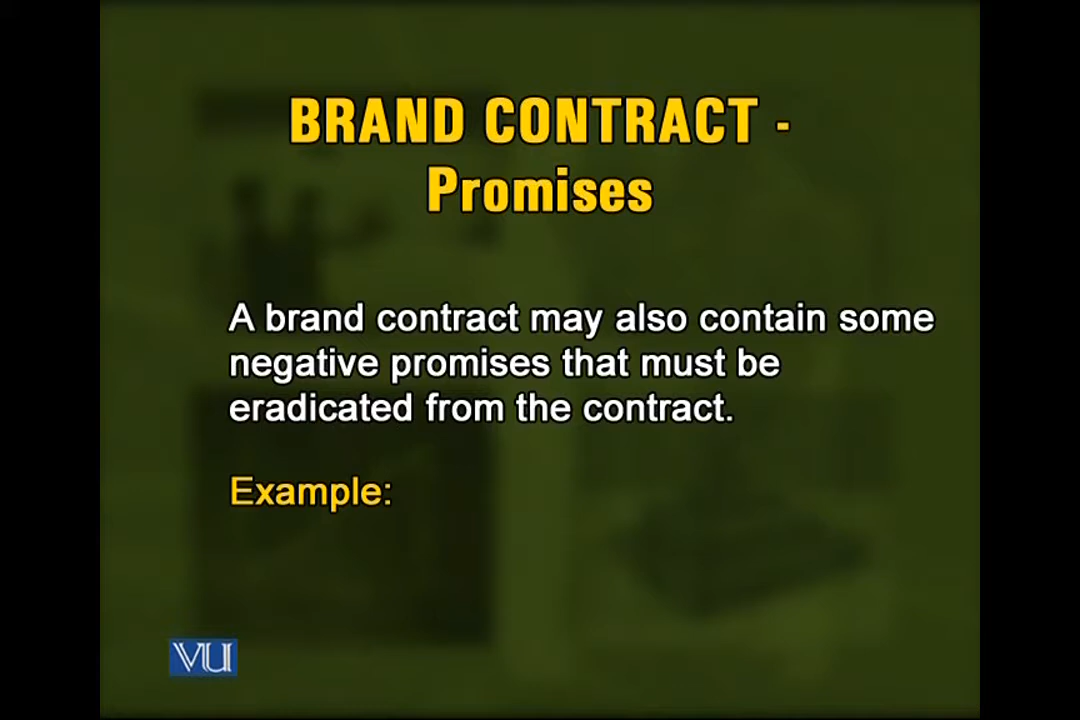 BRAND CONTRACT -
Promises
A brand contract may also contain some
negative promises that must be
eradicated from the contract.
Example:
VU